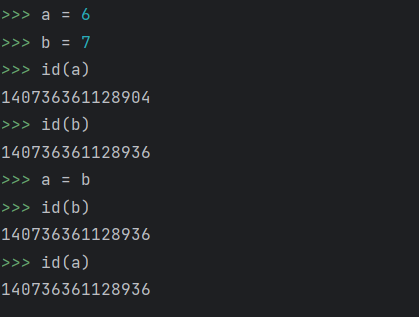 >>> a = 6
>>> b = 7
>>> id(a)
140736361128904
>>> id(b)
140736361128936
>>> a = b
>>> id(b)
140736361128936
>>> id(a)
140736361128936